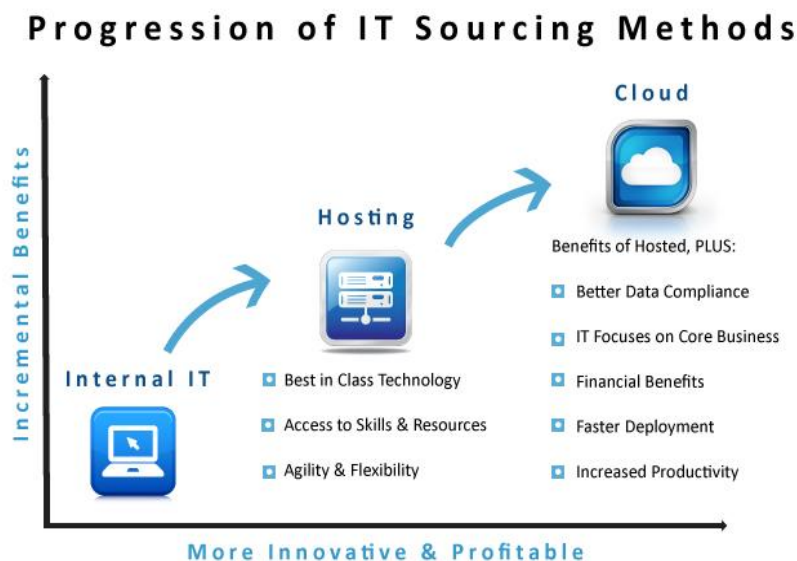 Progression of IT Sourcing Methods
Incremental Benefits
Internal IT
Hosting
Best in Class Technology
Access to Skills & Resources
Agility & Flexibility
Cloud
Benefits of Hosted, PLUS:
Better Data Compliance
IT Focuses on Core Business
Financial Benefits
Faster Deployment
Increased Productivity
More Innovative & Profitable